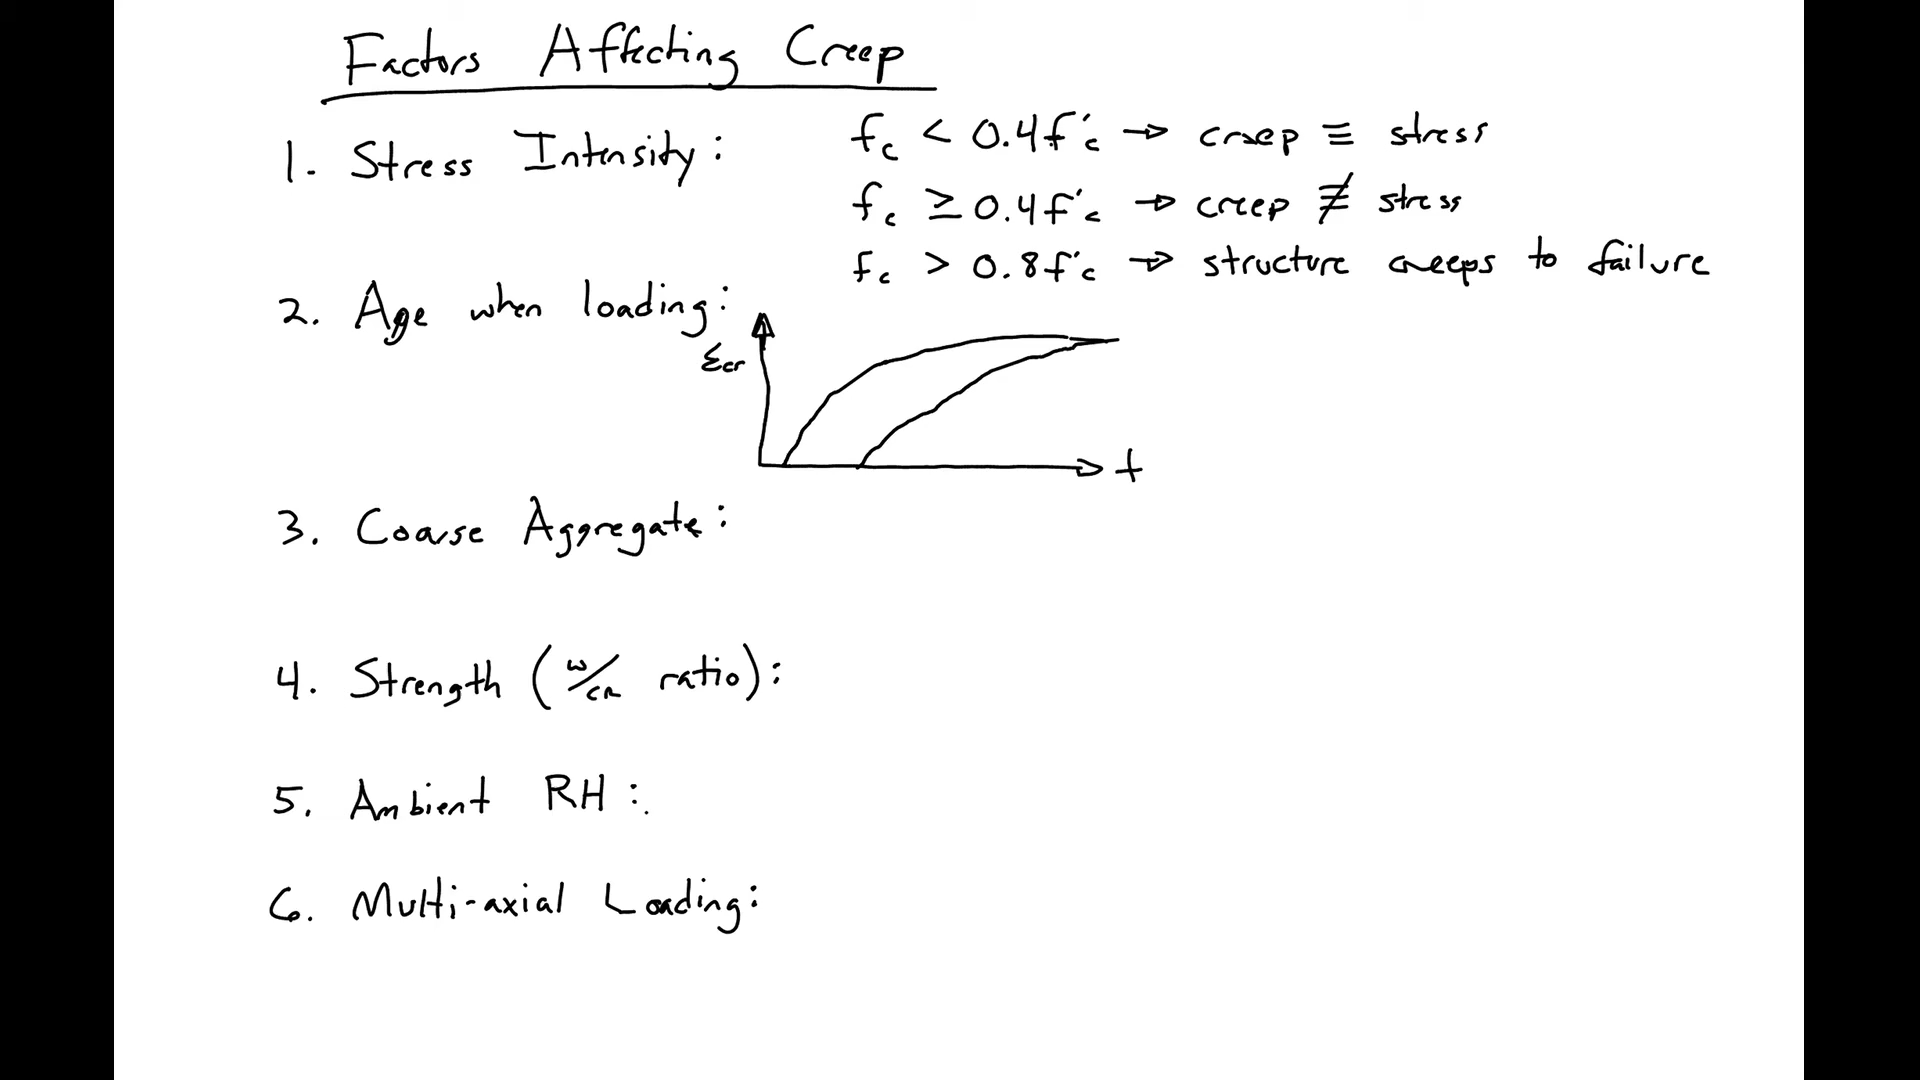 Factors Affecting Creep
1. Stress Intensity:
fc < 0.4f'c → creep ≡ stress
fc ≥ 0.4f'c → creep ≢ stress
fc > 0.8f'c → structure creeps to failure
2. Age when loading:
εcr
t
3. Coarse Aggregate:
4. Strength (w/cm ratio):
5. Ambient RH:
6. Multi-axial Loading: